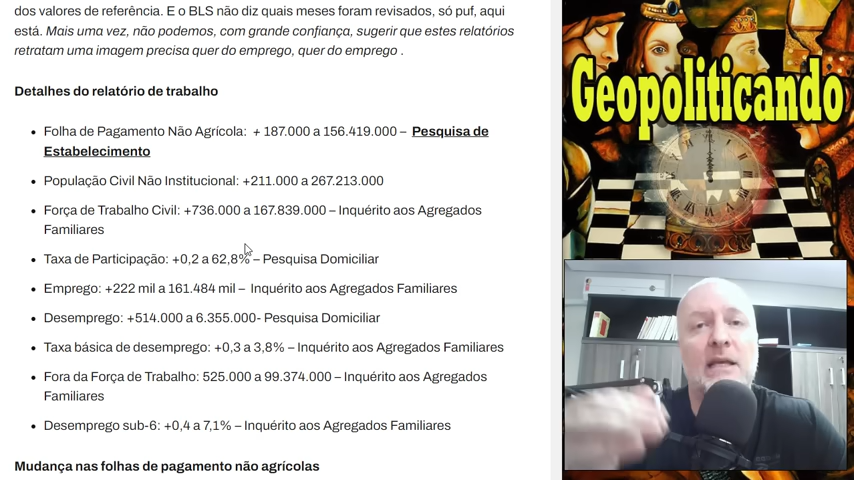 dos valores de referência. E o BLS não diz quais meses foram revisados, só puf, aqui
está. Mais uma vez, não podemos, com grande confiança, sugerir que estes relatórios
retratam uma imagem precisa quer do emprego, quer do emprego .
Detalhes do relatório de trabalho
• Folha de Pagamento Não Agrícola: + 187.000 a 156.419.000 – Pesquisa de
Estabelecimento
• População Civil Não Institucional: +211.000 a 267.213.000
• Força de Trabalho Civil: +736.000 a 167.839.000 – Inquérito aos Agregados
Familiares
• Taxa de Participação: +0,2 a 62,8% – Pesquisa Domiciliar
• Emprego: +222 mil a 161.484 mil – Inquérito aos Agregados Familiares
• Desemprego: +514.000 a 6.355.000- Pesquisa Domiciliar
• Taxa básica de desemprego: +0,3 a 3,8% – Inquérito aos Agregados Familiares
• Fora da Força de Trabalho: 525.000 a 99.374.000 – Inquérito aos Agregados
Familiares
• Desemprego sub-6: +0,4 a 7,1% – Inquérito aos Agregados Familiares
Mudança nas folhas de pagamento não agrícolas
Geopoliticando